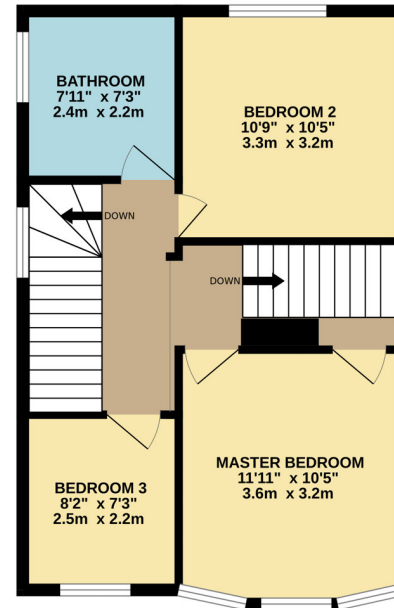 BATHROOM
7'11" x 7'3"
2.4m x 2.2m
BEDROOM 2
10'9" x 10'5"
3.3m x 3.2m
DOWN
DOWN
BEDROOM 3
8'2" x 7'3"
2.5m x 2.2m
MASTER BEDROOM
11'11" x 10'5"
3.6m x 3.2m